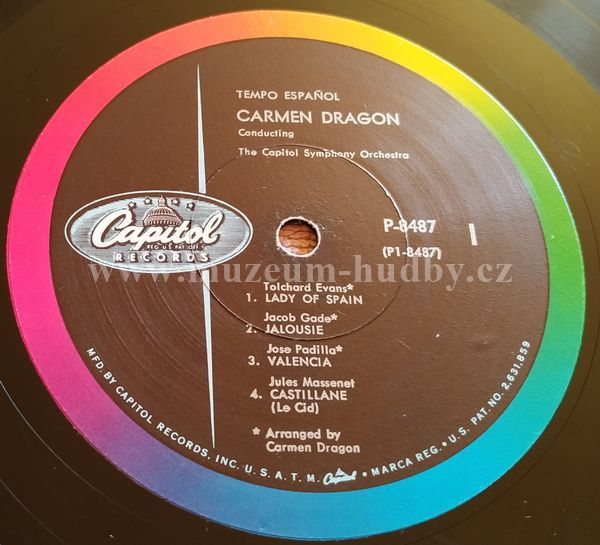 TEMPO ESPAÑOL
CARMEN DRAGON
Conducting
The Capitol Symphony Orchestra
Capitol
REG. U.S. PAT. OFF.
RECORDS
P-8487 1
(P1-8487)
www.muzeum-hudby.cz
Tolchard Evans*
1. LADY OF SPAIN
Jacob Gade*
2. JALOUSIE
Jose Padilla*
3. VALENCIA
Jules Massenet
4. CASTILLANE
(Le Cid)
* Arranged by
Carmen Dragon
MFD. BY CAPITOL RECORDS, INC. U. S. A. T. M. Capitol • MARCA REG. • U. S. PAT. NO. 2,631,859